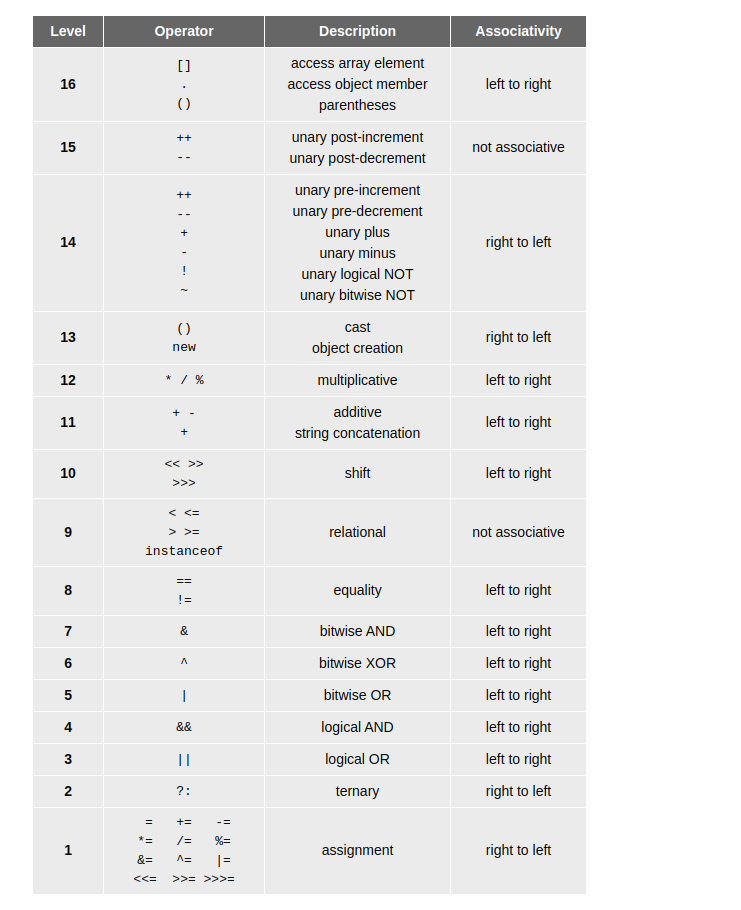 Level Operator Description Associativity
16 [] access array element left to right
. access object member
() parentheses
15 ++ unary post-increment not associative
-- unary post-decrement
14 ++ unary pre-increment right to left
-- unary pre-decrement
+ unary plus
- unary minus
! unary logical NOT
~ unary bitwise NOT
13 () cast right to left
new object creation
12 * / % multiplicative left to right
11 + - additive left to right
+ string concatenation
10 << >> shift left to right
>>>
9 < <= relational not associative
> >=
instanceof
8 == equality left to right
!=
7 & bitwise AND left to right
6 ^ bitwise XOR left to right
5 | bitwise OR left to right
4 && logical AND left to right
3 || logical OR left to right
2 ?: ternary right to left
1 = += -= assignment right to left
*= /= %=
&= ^= |=
<<= >>= >>>=